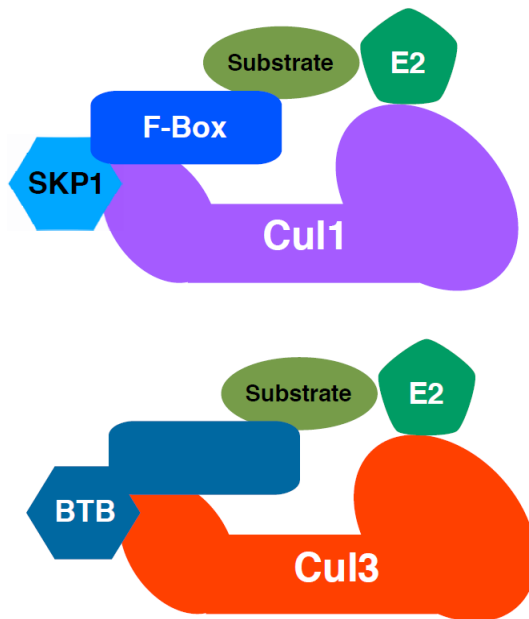 Substrate
E2
F-Box
SKP1
Cul1
Substrate
E2
BTB
Cul3